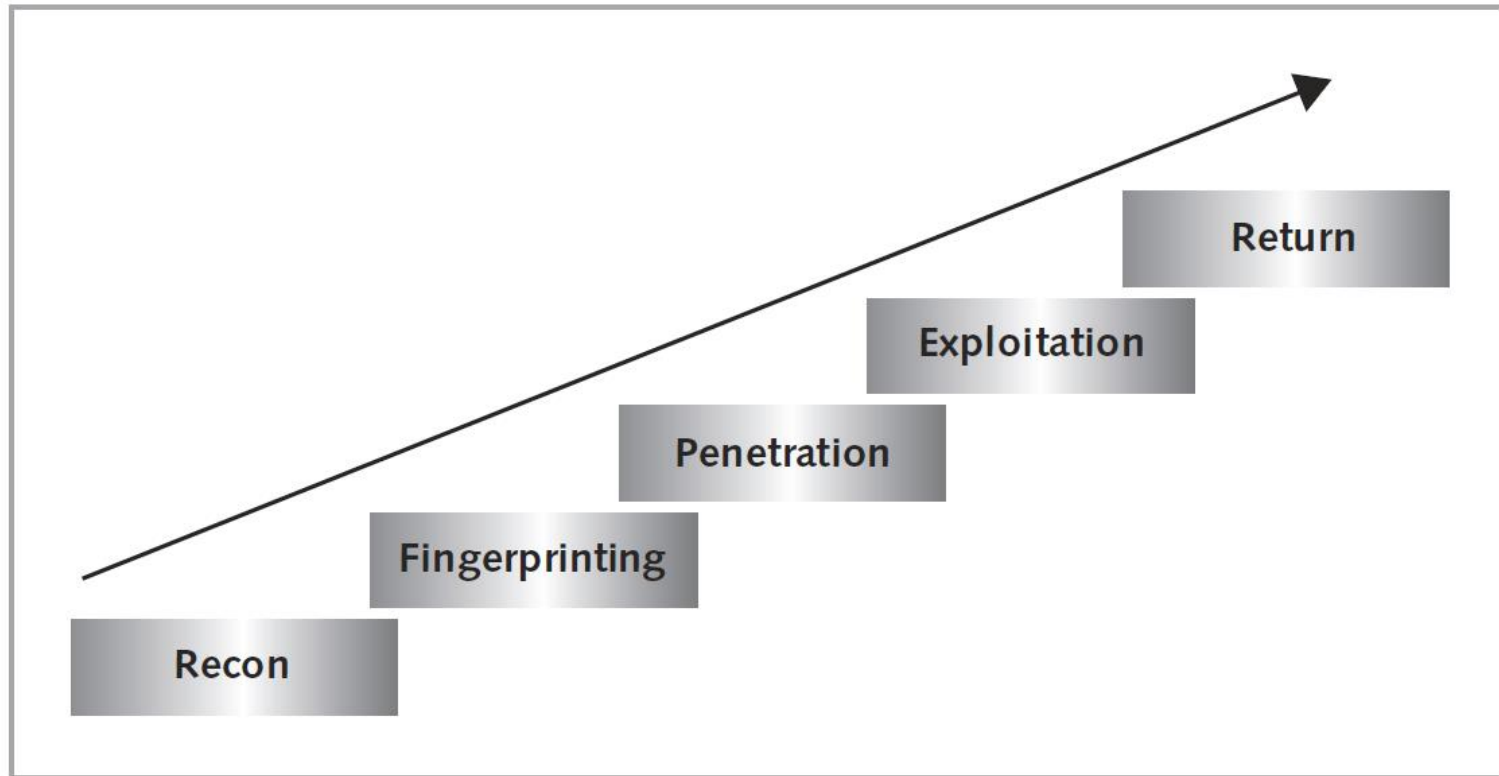 Return
Exploitation
Penetration
Fingerprinting
Recon